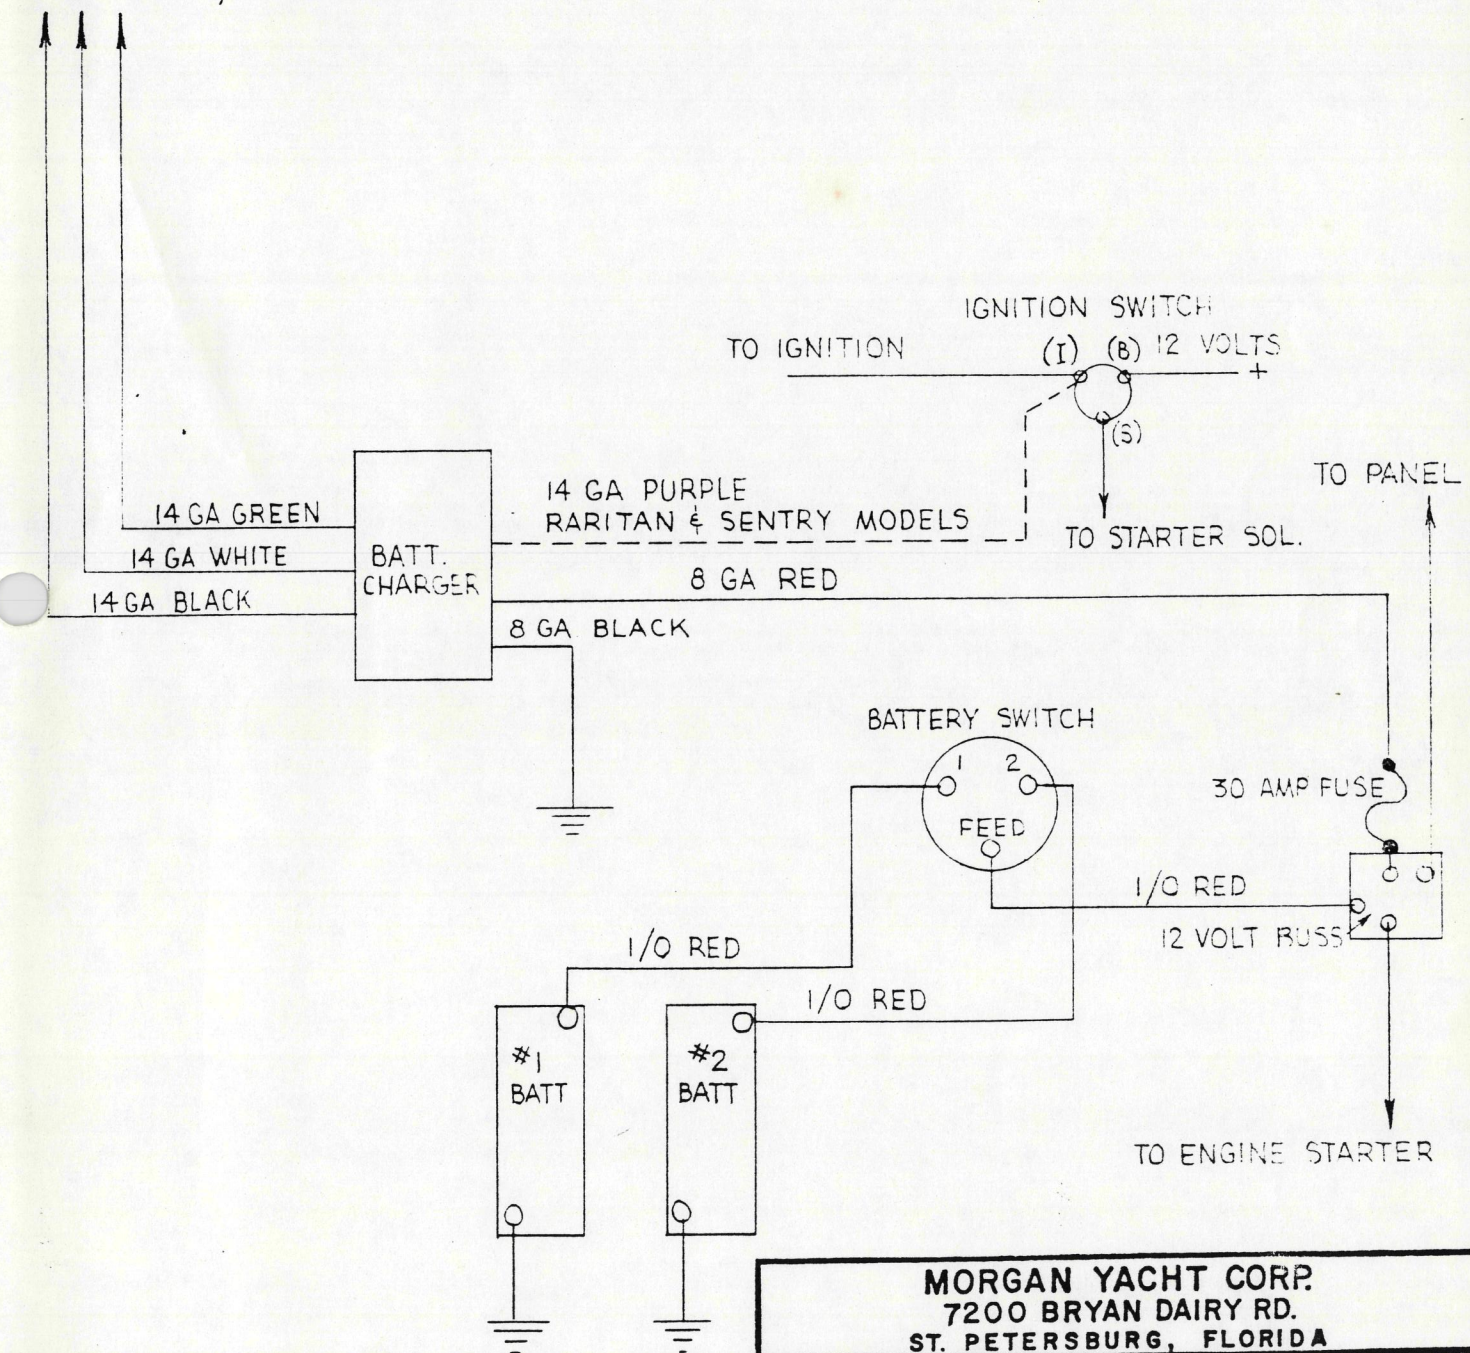 IGNITION SWITCH
TO IGNITION
(I) (B) 12 VOLTS
+
(S)
TO PANEL
14 GA PURPLE
RARITAN & SENTRY MODELS
TO STARTER SOL.
14 GA GREEN
14 GA WHITE
14 GA BLACK
BATT.
CHARGER
8 GA RED
8 GA BLACK
BATTERY SWITCH
1 2
FEED
30 AMP FUSE
1/0 RED
12 VOLT BUSS
1/0 RED
1/0 RED
#1
BATT
#2
BATT
TO ENGINE STARTER
MORGAN YACHT CORP.
7200 BRYAN DAIRY RD.
ST. PETERSBURG, FLORIDA